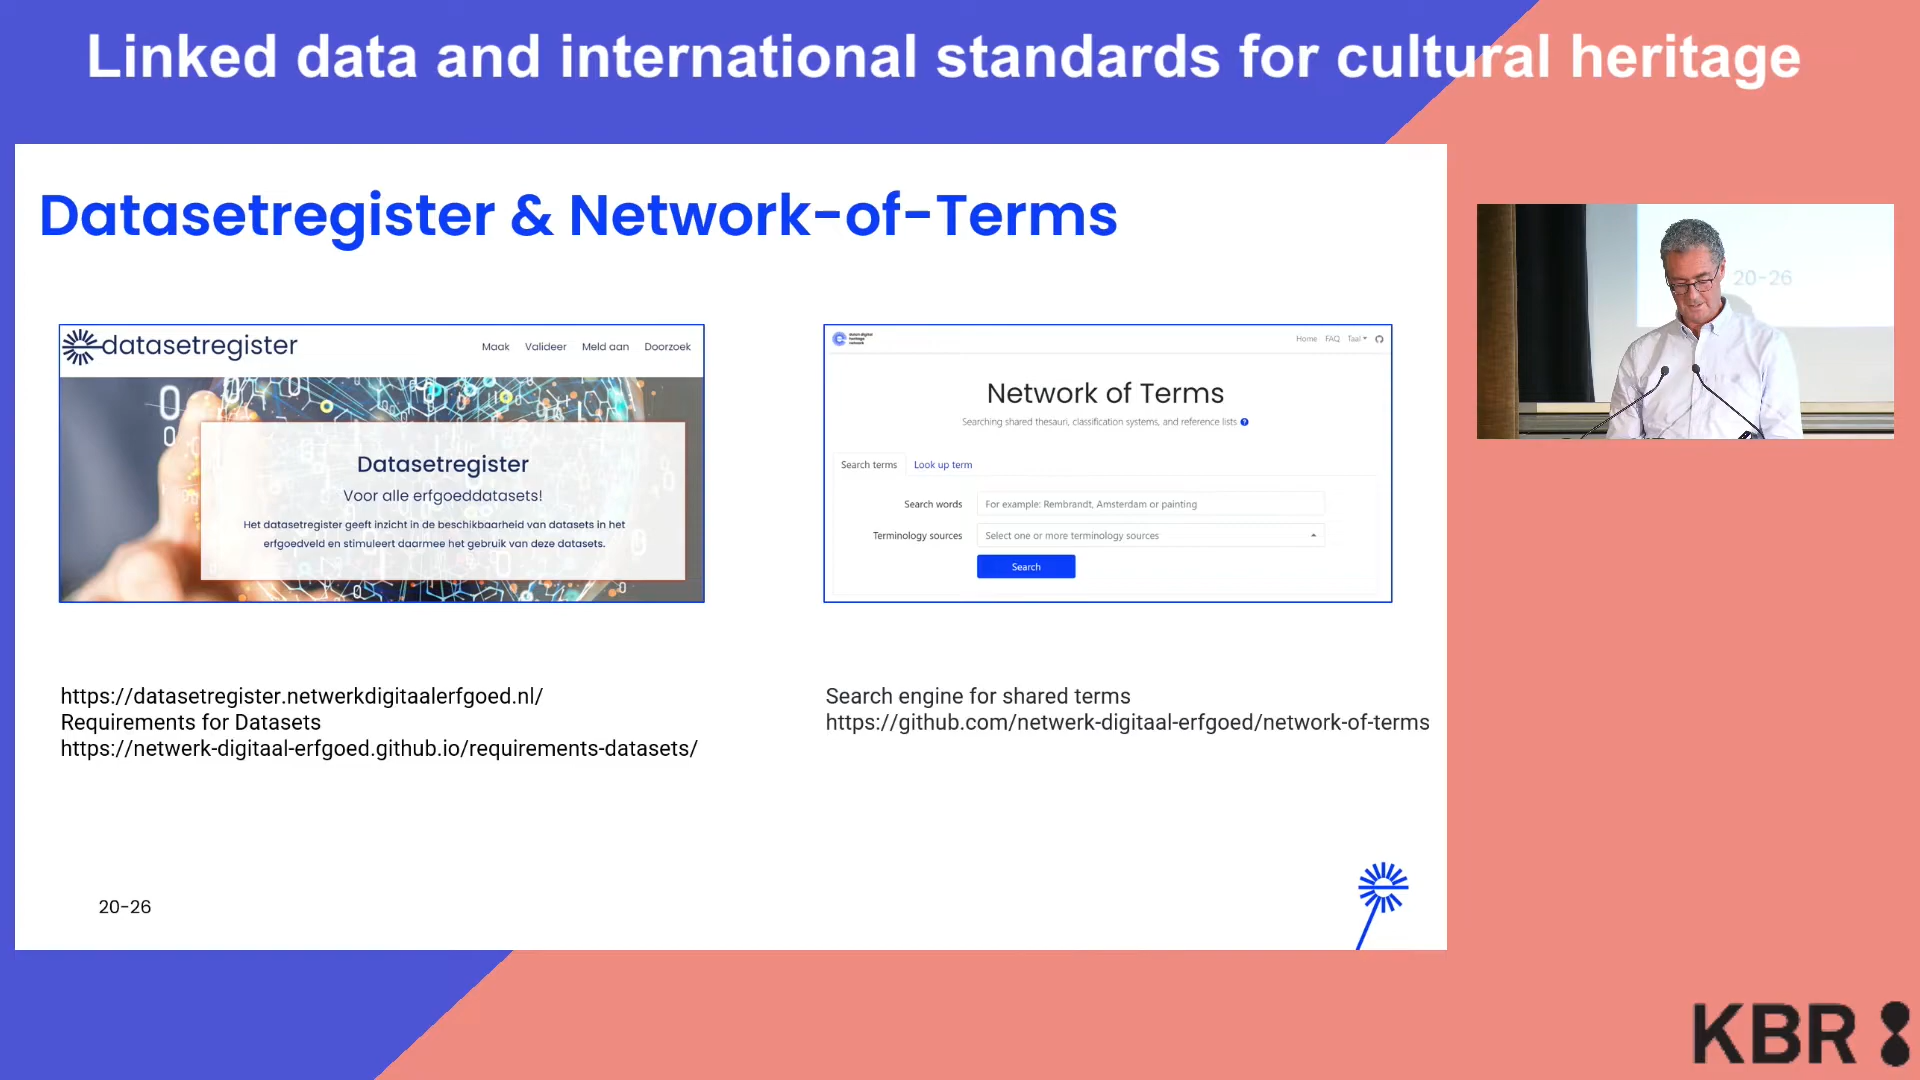 Linked data and international standards for cultural heritage
Datasetregister & Network-of-Terms
datasetregister
Maak Valideer Meld aan Doorzoek
Datasetregister
Voor alle erfgoeddatasets!
Het datasetregister geeft inzicht in de beschikbaarheid van datasets in het
erfgoedveld en stimuleert daarmee het gebruik van deze datasets.
https://datasetregister.netwerkdigitaalerfgoed.nl/
Requirements for Datasets
https://netwerk-digitaal-erfgoed.github.io/requirements-datasets/
Home FAQ Taal
Network of Terms
Searching shared thesauri, classification systems, and reference lists
Search terms Look up term
Search words For example: Rembrandt, Amsterdam or painting
Terminology sources Select one or more terminology sources
Search
Search engine for shared terms
https://github.com/netwerk-digitaal-erfgoed/network-of-terms
20-26
20-26
KBR